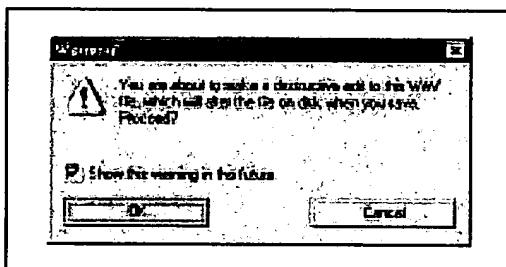 Warning!
You are about to make a destructive edit to this WAV
file, which will alter the file on disk, when you save.
Proceed?
Show this warning in the future
OK
Cancel